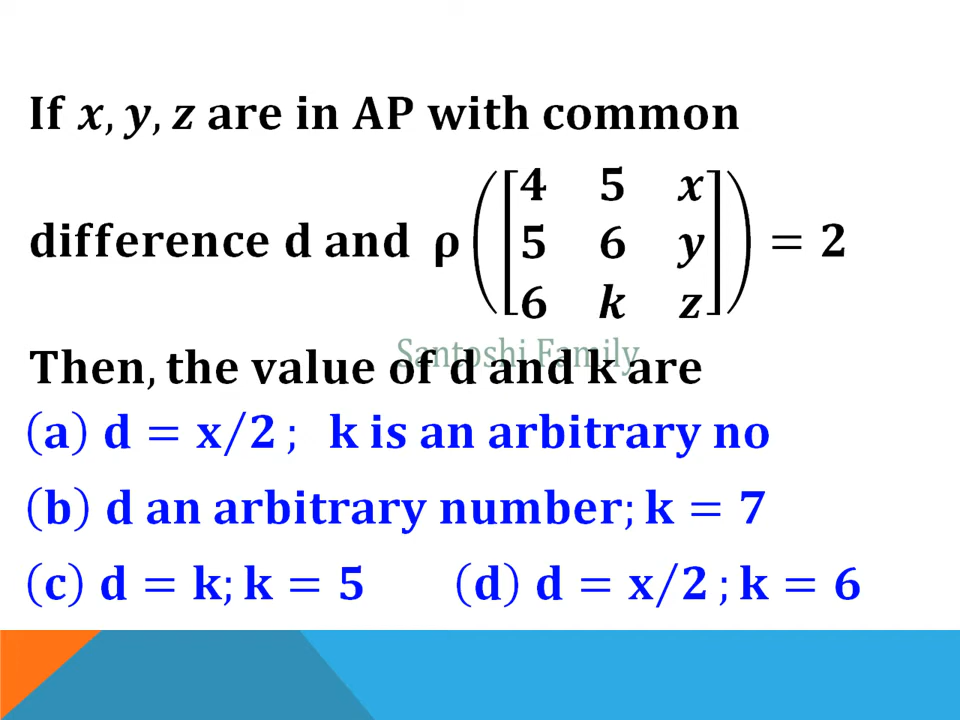 If x, y, z are in AP with common
difference d and ρ([4 5 x
5 6 y
6 k z]) = 2
Santoshi Family
Then, the value of d and k are
(a) d = x/2 ; k is an arbitrary no
(b) d an arbitrary number; k = 7
(c) d = k; k = 5 (d) d = x/2 ; k = 6